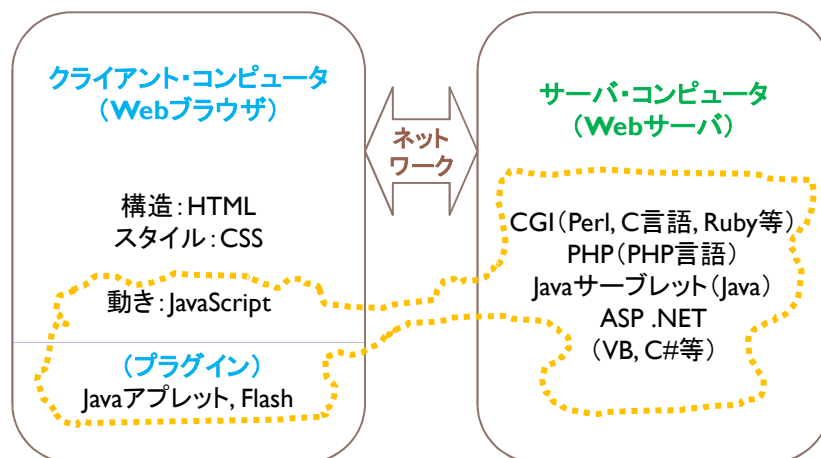 クライアント・コンピュータ
（Webブラウザ）
構造：HTML
スタイル：CSS
動き：JavaScript
（プラグイン）
Javaアプレット, Flash
ネット
ワーク
サーバ・コンピュータ
（Webサーバ）
CGI（Perl, C言語, Ruby等）
PHP（PHP言語）
Javaサーブレット（Java）
ASP .NET
（VB, C#等）